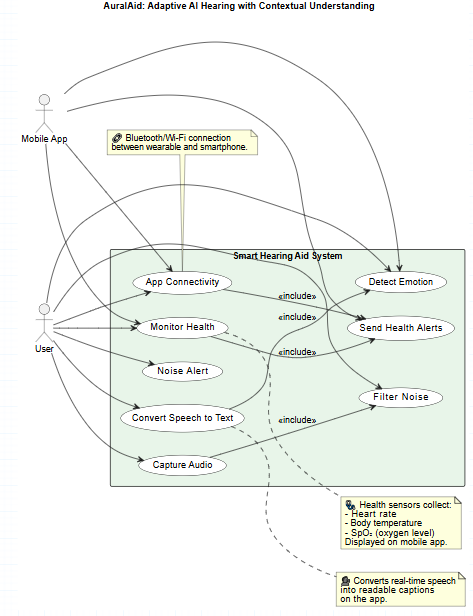 AuralAid: Adaptive AI Hearing with Contextual Understanding
Mobile App
Bluetooth/Wi-Fi connection
between wearable and smartphone.
Smart Hearing Aid System
App Connectivity
Detect Emotion
«include»
«include»
Monitor Health
Send Health Alerts
User
«include»
Noise Alert
Filter Noise
Convert Speech to Text
«include»
Capture Audio
Health sensors collect:
- Heart rate
- Body temperature
- SpO₂ (oxygen level)
Displayed on mobile app.
Converts real-time speech
into readable captions
on the app.